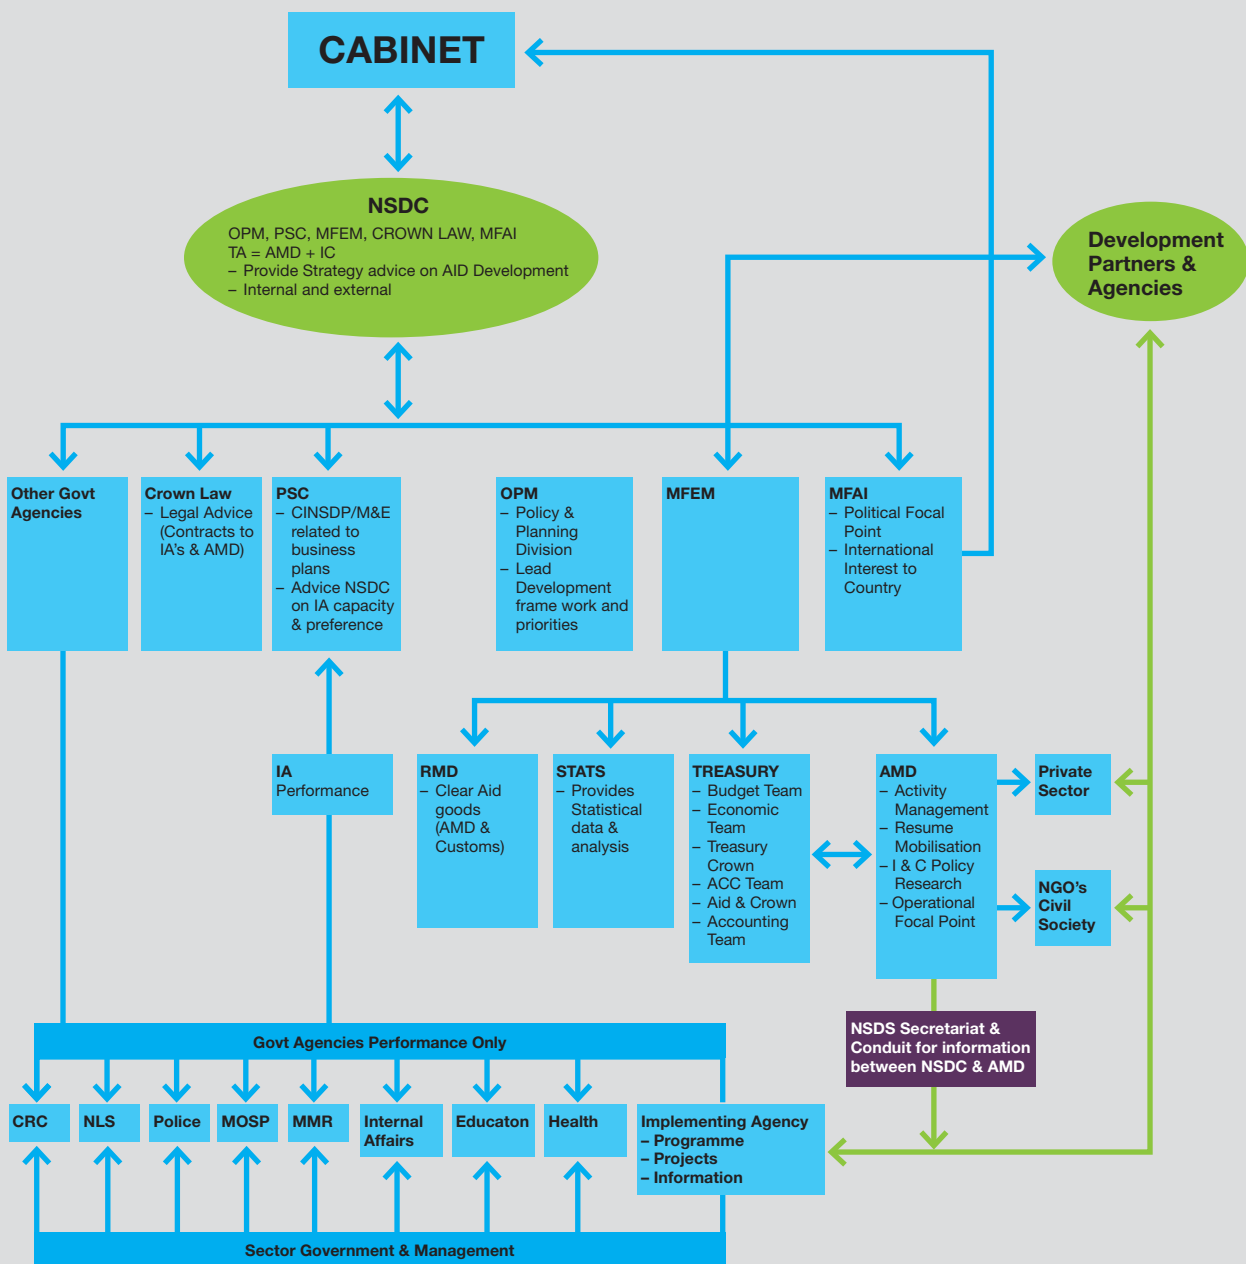 CABINET
NSDC
OPM, PSC, MFEM, CROWN LAW, MFAI
TA = AMD + IC
– Provide Strategy advice on AID Development
– Internal and external
Development
Partners &
Agencies
Other Govt
Agencies
Crown Law
– Legal Advice
(Contracts to
IA's & AMD)
PSC
– CINSDP/M&E
related to
business
plans
– Advice NSDC
on IA capacity
& preference
OPM
– Policy &
Planning
Division
– Lead
Development
frame work and
priorities
MFEM
MFAI
– Political Focal
Point
– International
Interest to
Country
IA
Performance
RMD
– Clear Aid
goods
(AMD &
Customs)
STATS
– Provides
Statistical
data &
analysis
TREASURY
– Budget Team
– Economic
Team
– Treasury
Crown
– ACC Team
– Aid & Crown
– Accounting
Team
AMD
– Activity
Management
– Resume
Mobilisation
– I & C Policy
Research
– Operational
Focal Point
Private
Sector
NGO's
Civil
Society
NSDS Secretariat &
Conduit for information
between NSDC & AMD
Govt Agencies Performance Only
CRC
NLS
Police
MOSP
MMR
Internal
Affairs
Educaton
Health
Implementing Agency
– Programme
– Projects
– Information
Sector Government & Management